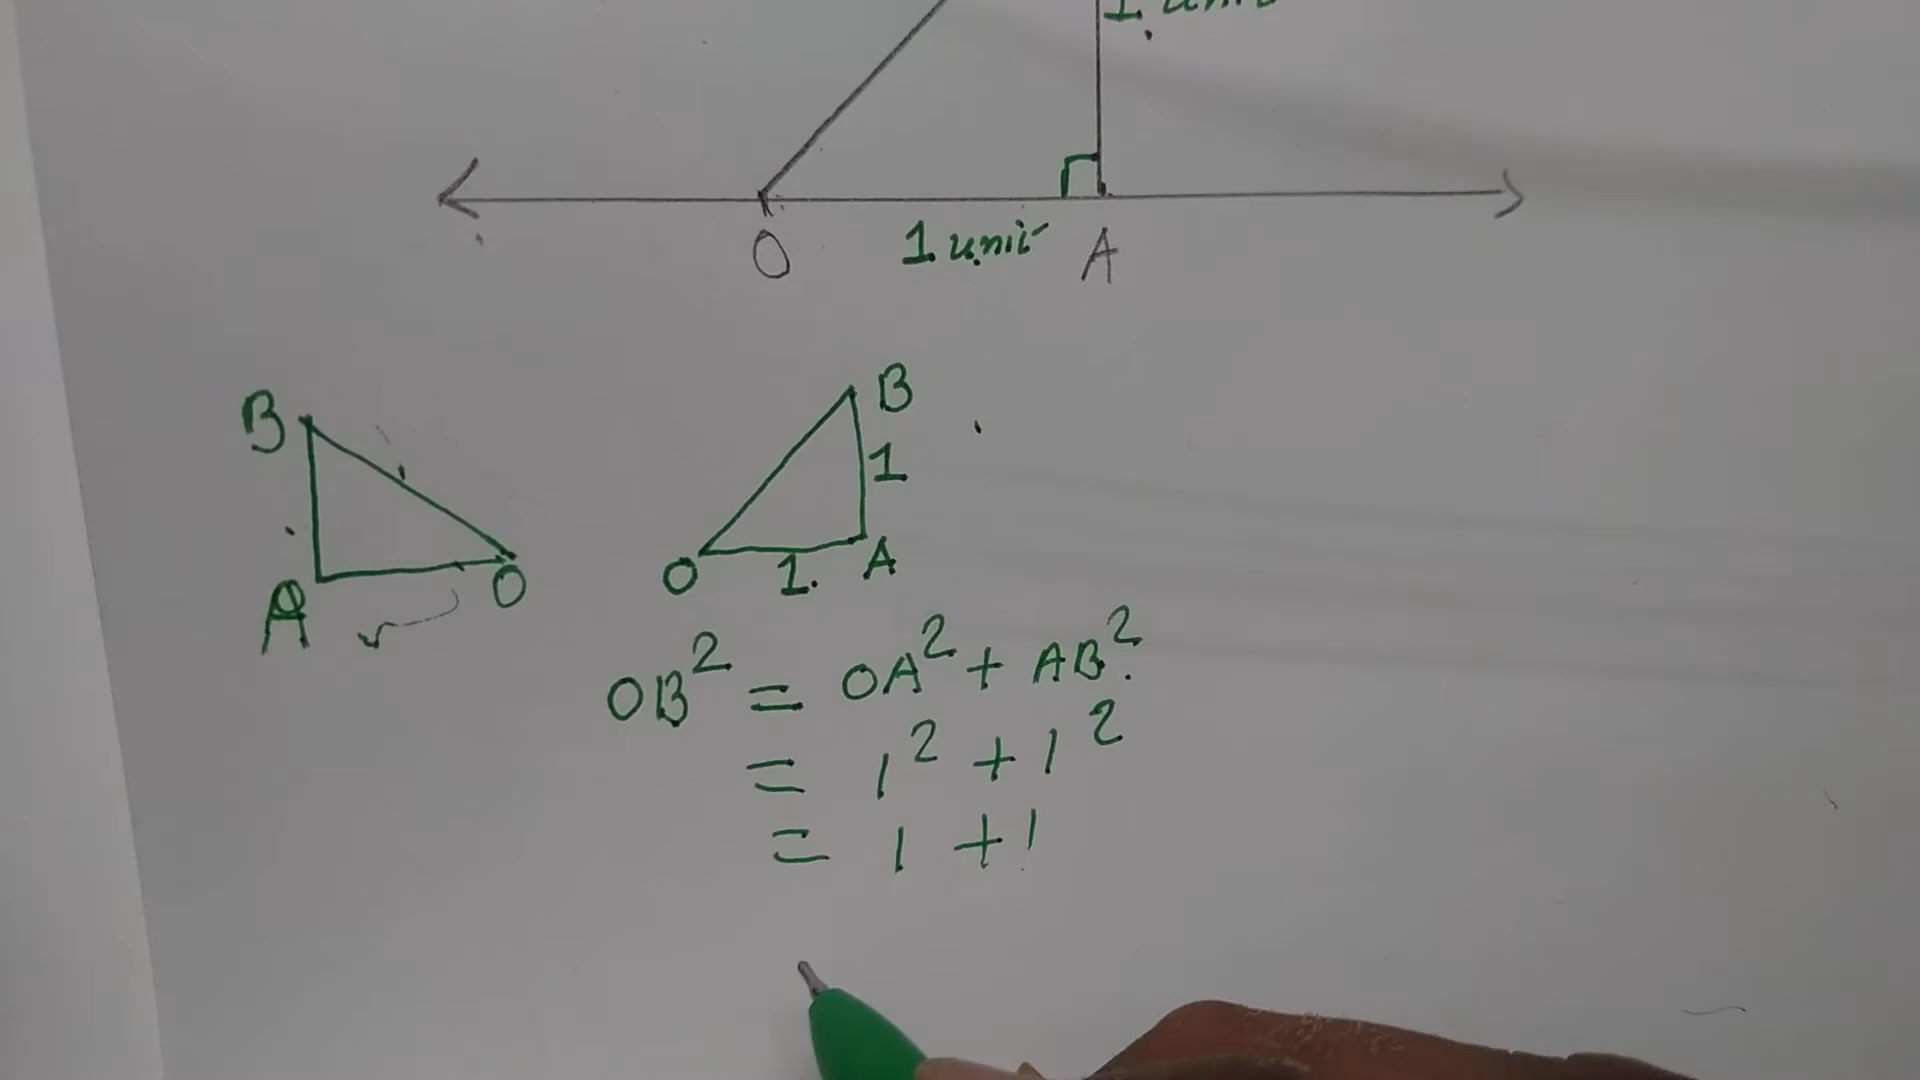 1 unit
O 1 unit A
B B
1
A O O 1. A
OB² = OA² + AB²
= 1² + 1²
= 1 + 1